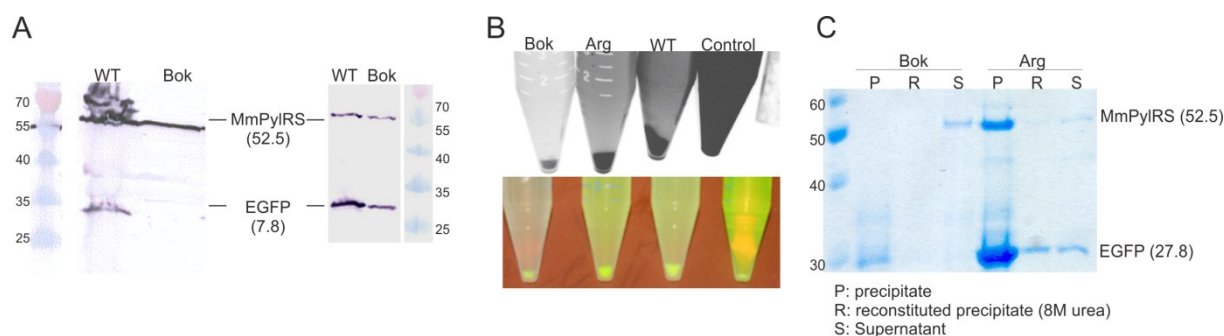 A
WT Bok
70
55
40
35
25
MmPylRS
(52.5)
EGFP
(7.8)
WT Bok
70
55
40
35
25
B
Bok Arg WT Control
2
2
C
Bok Arg
P R S P R S
60
50
40
30
MmPylRS (52.5)
EGFP (27.8)
P: precipitate
R: reconstituted precipitate (8M urea)
S: Supernatant